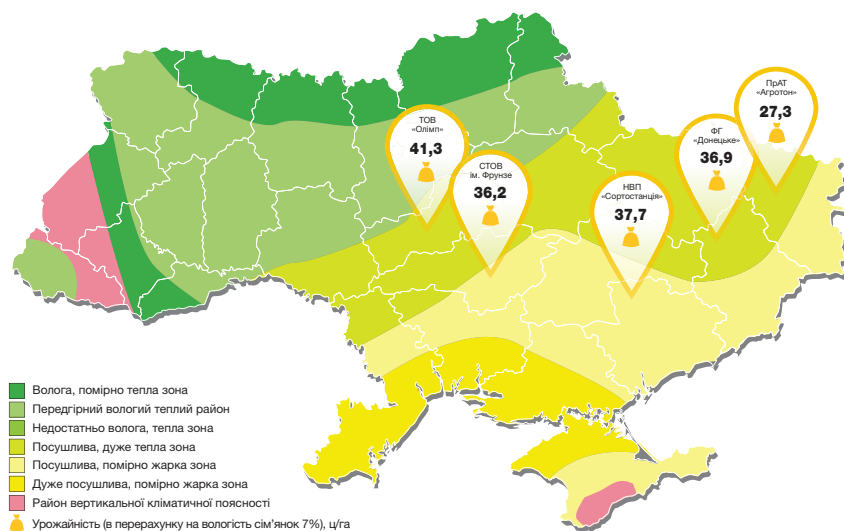 ПрАТ
«Агротон»
27,3
ТОВ
«Олімп»
41,3
ФГ
«Донецьке»
36,9
СТОВ
ім. Фрунзе
36,2
НВП
«Сортостанція»
37,7
Волога, помірно тепла зона
Передгірний вологий теплий район
Недостатньо волога, тепла зона
Посушлива, дуже тепла зона
Посушлива, помірно жарка зона
Дуже посушлива, помірно жарка зона
Район вертикальної кліматичної поясності
Урожайність (в перерахунку на вологість сім’янок 7%), ц/га